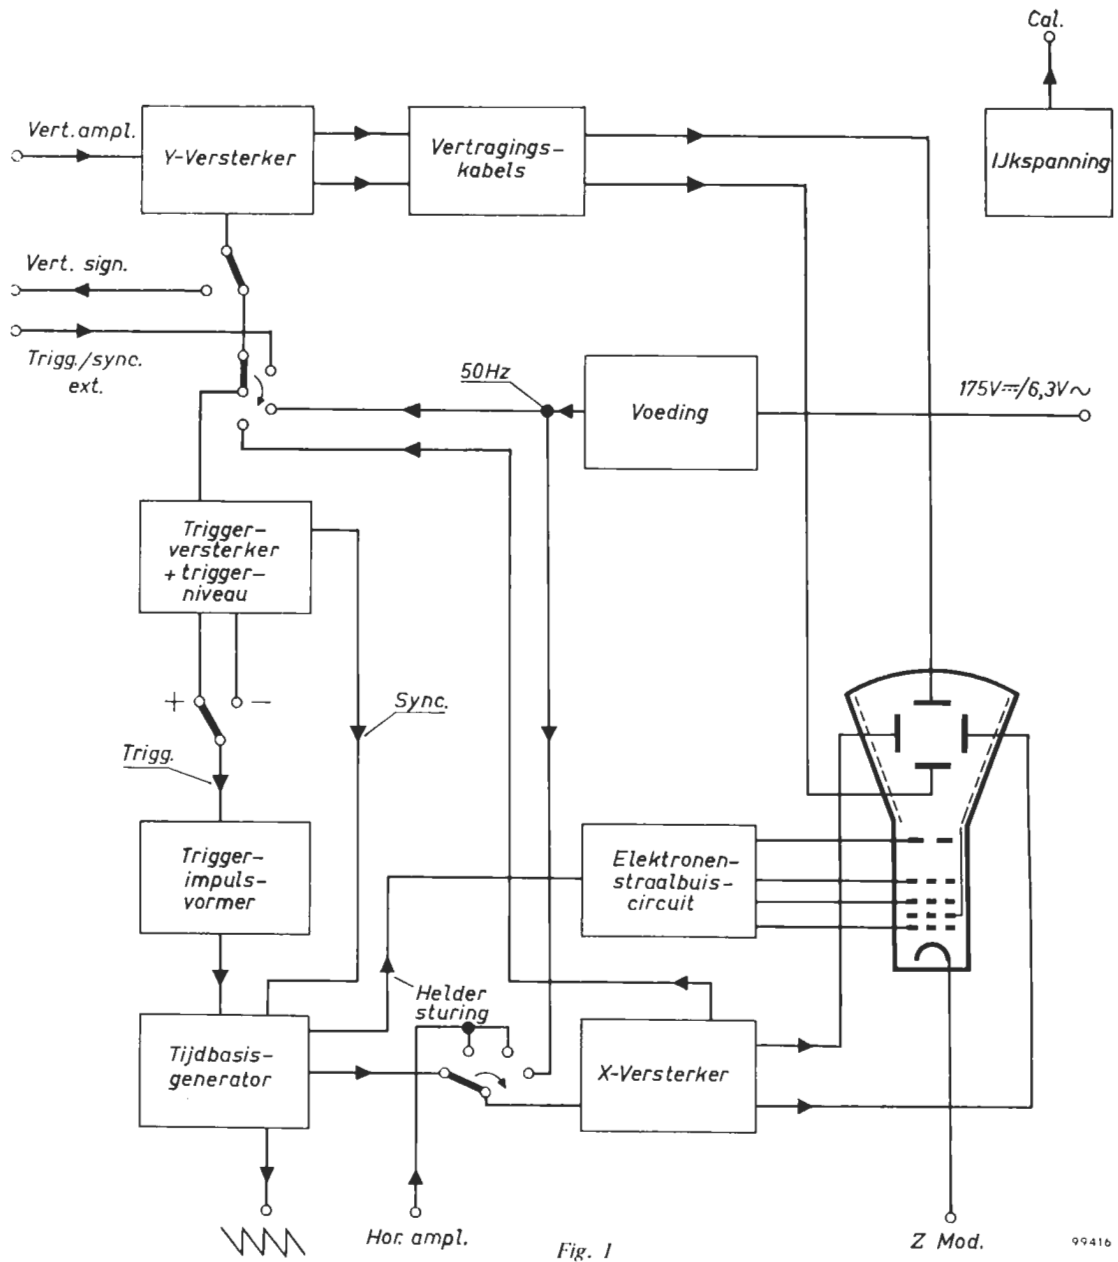 Cal.
Vert. ampl.
Y-Versterker
Vertragings-
kabels
IJkspanning
Vert. sign.
Trigg./sync.
ext.
50Hz
Voeding
175V⎓/6,3V∼
Trigger-
versterker
+ trigger-
niveau
+
−
Sync.
Trigg.
Trigger-
impuls-
vormer
Elektronen-
straalbuis-
circuit
Helder
sturing
Tijdbasis-
generator
X-Versterker
Hor. ampl.
Fig. 1
Z Mod.
99416